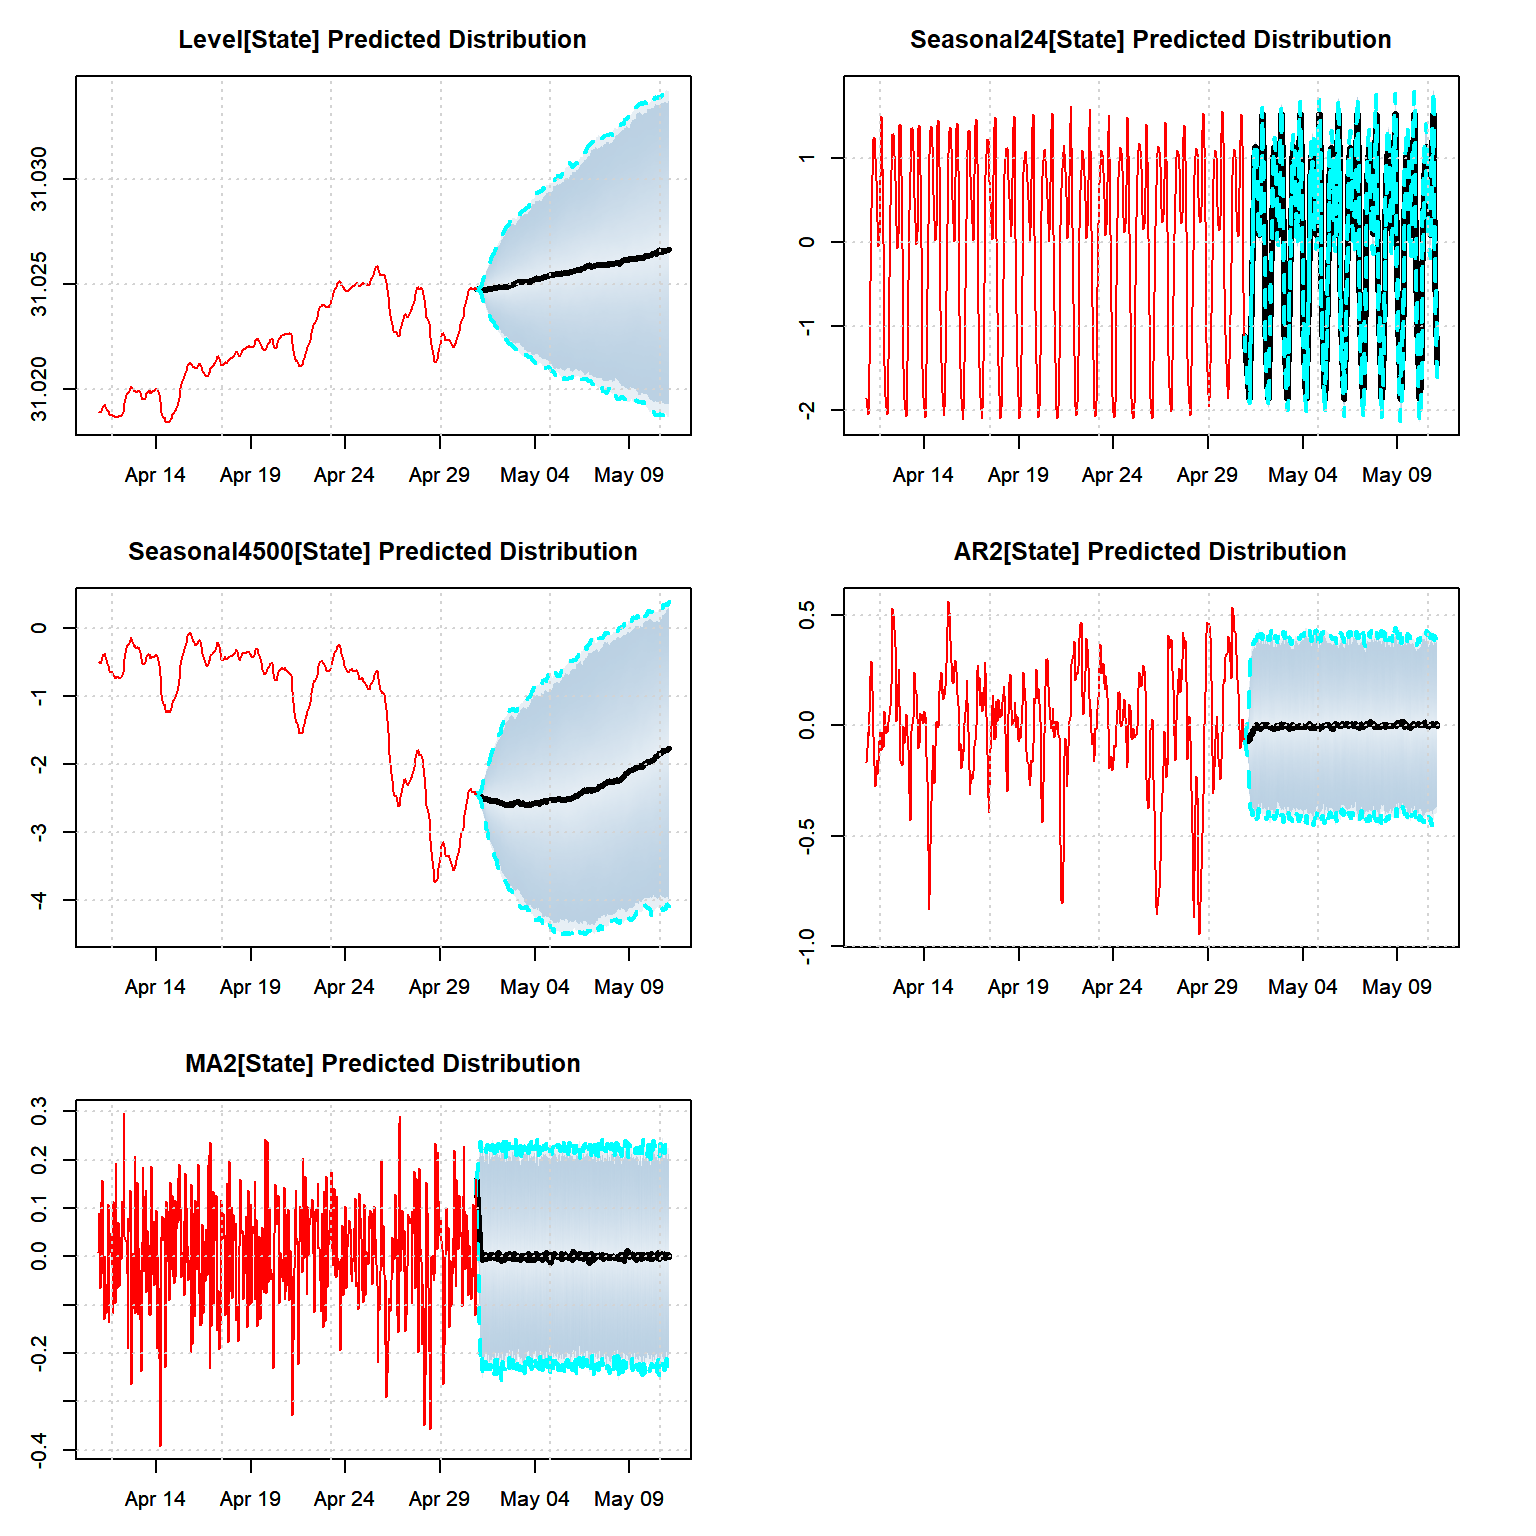 Level[State] Predicted Distribution
31.030
31.025
31.020
Apr 14 Apr 19 Apr 24 Apr 29 May 04 May 09
Seasonal24[State] Predicted Distribution
1
0
-1
-2
Apr 14 Apr 19 Apr 24 Apr 29 May 04 May 09
Seasonal4500[State] Predicted Distribution
0
-1
-2
-3
-4
Apr 14 Apr 19 Apr 24 Apr 29 May 04 May 09
AR2[State] Predicted Distribution
0.5
0.0
-0.5
-1.0
Apr 14 Apr 19 Apr 24 Apr 29 May 04 May 09
MA2[State] Predicted Distribution
0.3
0.2
0.1
0.0
-0.2
-0.4
Apr 14 Apr 19 Apr 24 Apr 29 May 04 May 09